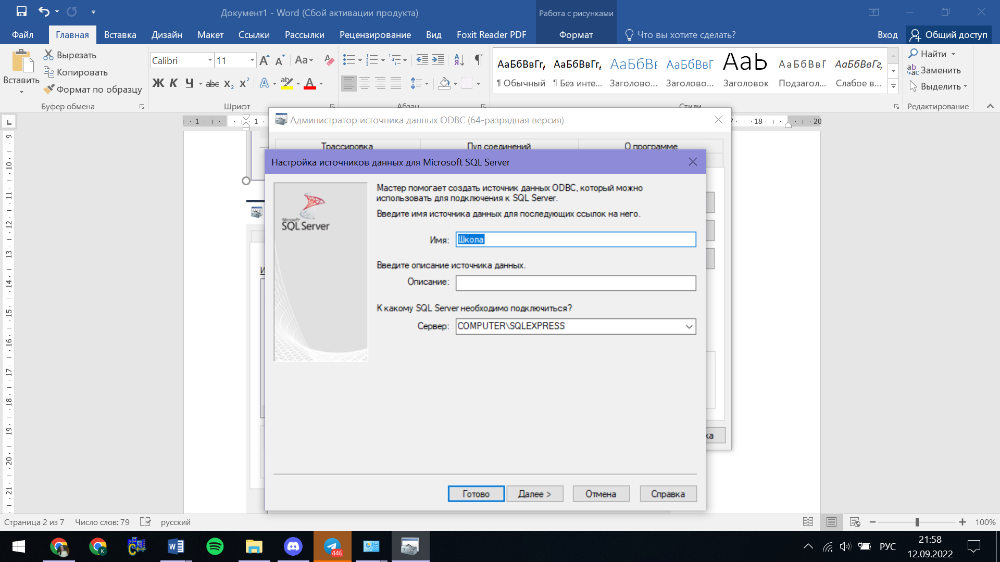 Документ1 - Word (Сбой активации продукта)
Работа с рисунками
Файл Главная Вставка Дизайн Макет Ссылки Рассылки Рецензирование Вид Foxit Reader PDF Формат Что вы хотите сделать? Вход Общий доступ
Вставить
Вырезать
Копировать
Формат по образцу
Буфер обмена
Calibri 11
Ж К Ч abc X₂ X²
Шрифт
Абзац
АаБбВвГг, АаБбВвГг, АаБбВв АаБбВвГ АаЬ АаБбВвГ АаБбВвГг,
¶ Обычный ¶ Без инте... Заголово... Заголово... Заголовок Подзагол... Слабое в...
Стили
Найти
Заменить
Выделить
Редактирование
1 1 18 20
9
10
11
12
13
14
15
16
17
18
19
20
21
Администратор источника данных ODBC (64-разрядная версия)
Трассировка Пул соединений О программе
Настройка источников данных для Microsoft SQL Server
Microsoft
SQL Server
Мастер помогает создать источник данных ODBC, который можно
использовать для подключения к SQL Server.
Введите имя источника данных для последующих ссылок на него.
Имя: Школа
Введите описание источника данных.
Описание:
К какому SQL Server необходимо подключиться?
Сервер: COMPUTER\SQLEXPRESS
Готово Далее > Отмена Справка
Страница 2 из 7 Число слов: 79 русский 100%
446
РУС
21:58
12.09.2022